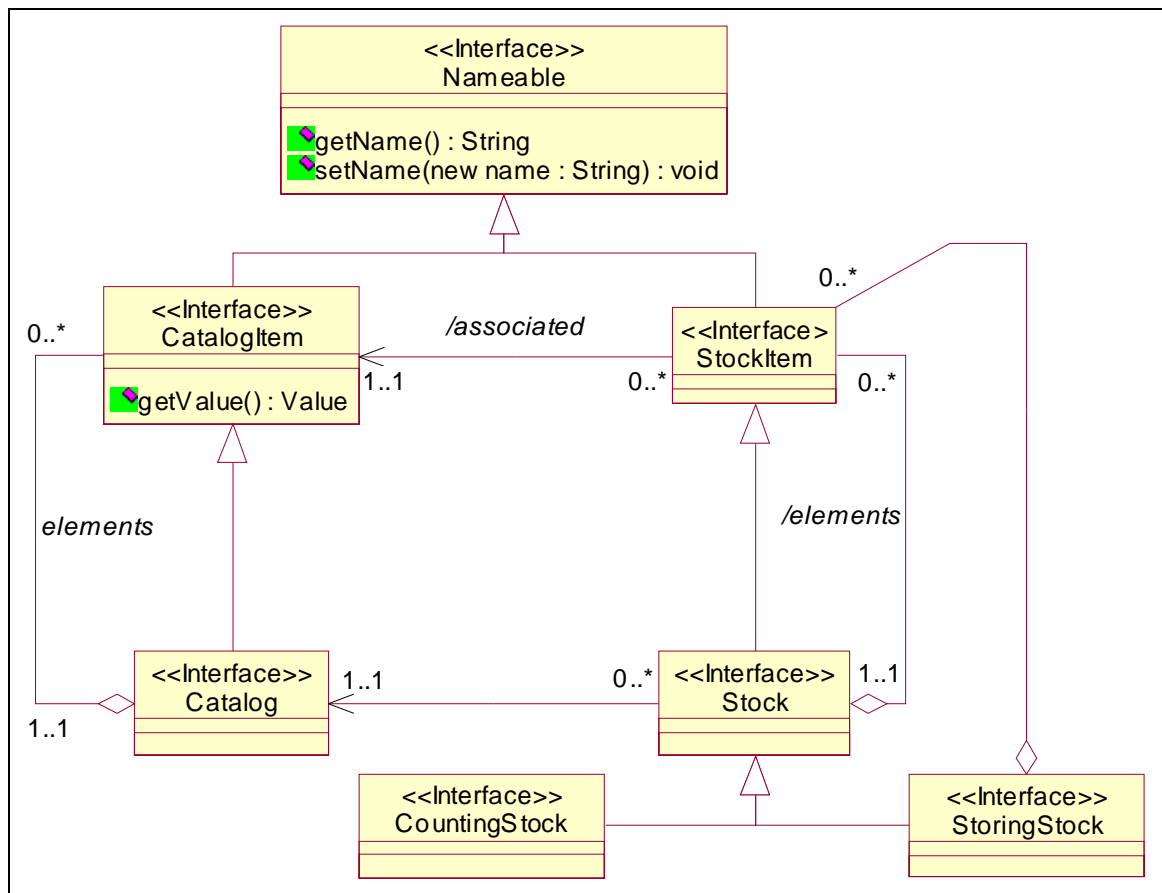 <<Interface>>
Nameable
getName() : String
setName(new name : String) : void
0..*
<<Interface>>
CatalogItem
getValue() : Value
/associated
1..1
0..*
<<Interface>
StockItem
0..*
0..*
elements
/elements
<<Interface>>
Catalog
1..1
1..1
0..*
<<Interface>>
Stock
1..1
<<Interface>>
CountingStock
<<Interface>>
StoringStock